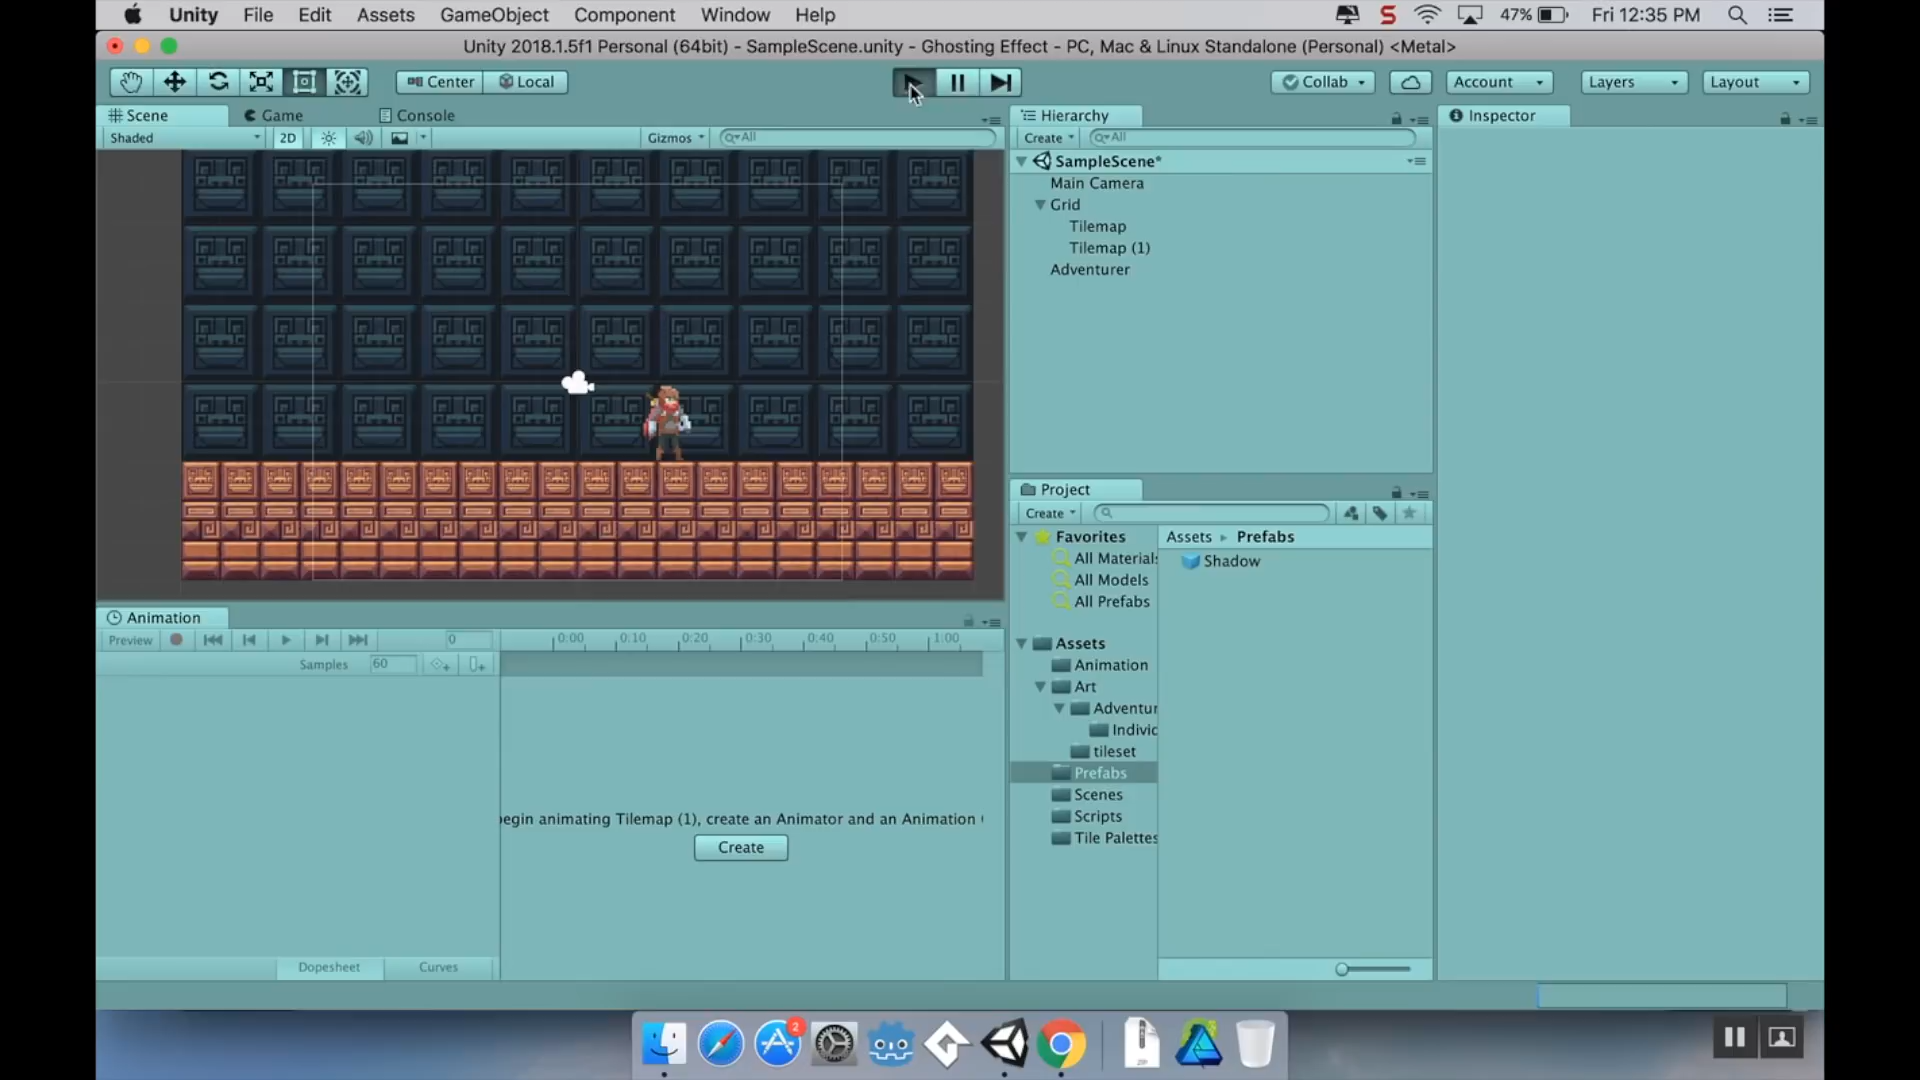 Unity File Edit Assets GameObject Component Window Help 47% Fri 12:35 PM
Unity 2018.1.5f1 Personal (64bit) - SampleScene.unity - Ghosting Effect - PC, Mac & Linux Standalone (Personal) <Metal>
Center Local Collab Account Layers Layout
Scene Game Console
Shaded 2D Gizmos All
Hierarchy
Create All
SampleScene*
Main Camera
Grid
Tilemap
Tilemap (1)
Adventurer
Inspector
Project
Create
Favorites
All Materials
All Models
All Prefabs
Assets
Animation
Art
Adventur
Indivic
tileset
Prefabs
Scenes
Scripts
Tile Palettes
Assets Prefabs
Shadow
Animation
Preview 0 0:00 0:10 0:20 0:30 0:40 0:50 1:00
Samples 60
egin animating Tilemap (1), create an Animator and an Animation
Create
Dopesheet Curves
2
ZIP